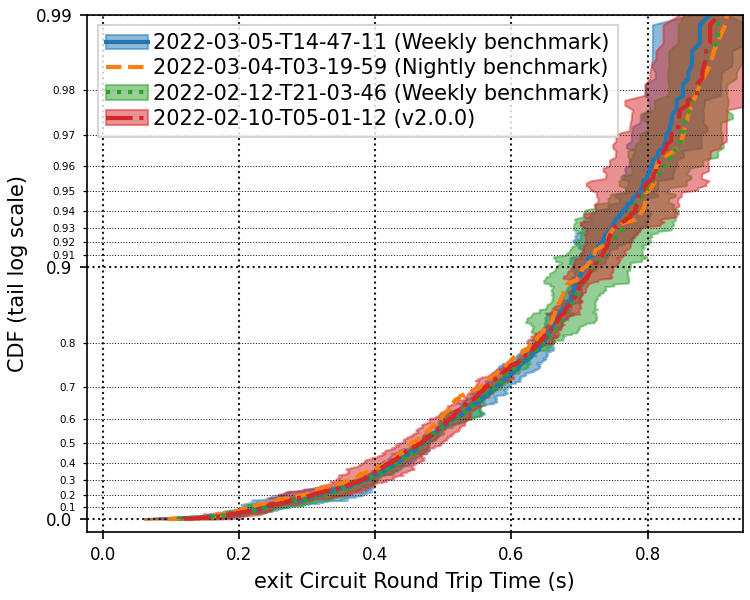 0.99
2022-03-05-T14-47-11 (Weekly benchmark)
2022-03-04-T03-19-59 (Nightly benchmark)
2022-02-12-T21-03-46 (Weekly benchmark)
2022-02-10-T05-01-12 (v2.0.0)
0.98
0.97
0.96
0.95
0.94
0.93
0.92
0.91
0.9
0.8
0.7
0.6
0.5
0.4
0.3
0.2
0.1
0.0
CDF (tail log scale)
0.0 0.2 0.4 0.6 0.8
exit Circuit Round Trip Time (s)